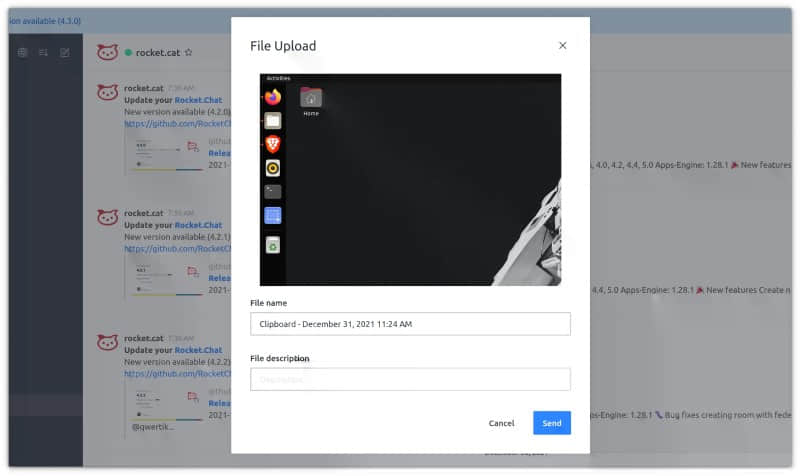 ion available (4.3.0)
rocket.cat
File Upload
Activities
Home
rocket.cat 7:36 AM
Update your Rocket.Chat
New version available (4.2.0)
https://github.com/RocketCh
Relea
2021-
4.0, 4.2, 4.4, 5.0 Apps-Engine: 1.28.1 New features
rocket.cat 7:36 AM
Update your Rocket.Chat
New version available (4.2.1)
https://github.com/RocketCh
Relea
2021-
4.4, 5.0 Apps-Engine: 1.28.1 New features Create n
File name
Clipboard - December 31, 2021 11:24 AM
rocket.cat 7:36 AM
Update your Rocket.Chat
New version available (4.2.2)
https://github.com/RocketCh
Relea
2021-
@qwertik...
File description
Description
ps-Engine: 1.28.1 Bug fixes creating room with fede
Cancel
Send